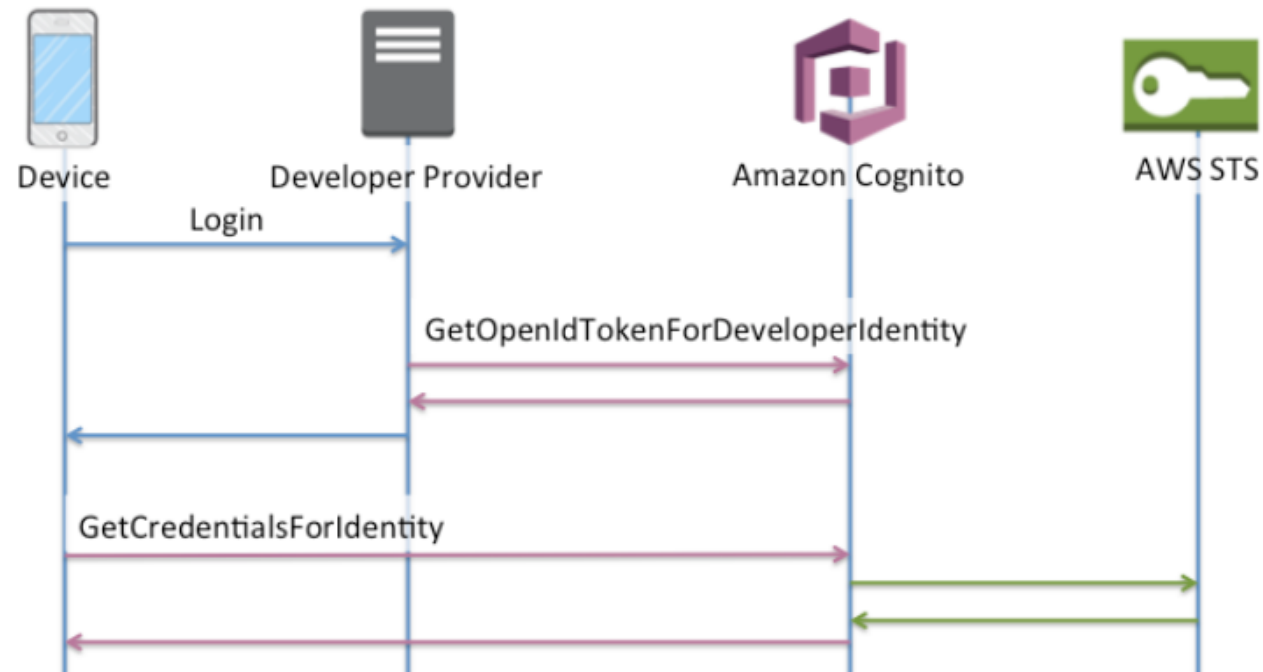 Device
Developer Provider
Amazon Cognito
AWS STS
Login
GetOpenIdTokenForDeveloperIdentity
GetCredentialsForIdentity